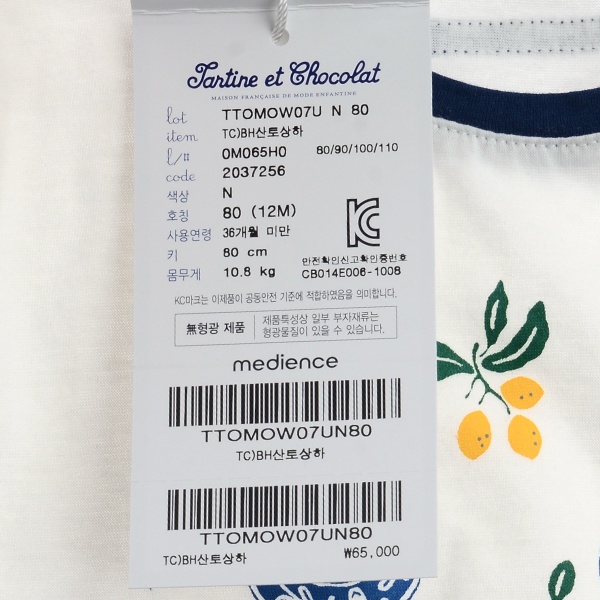 Tartine et Chocolat
MAISON FRANÇAISE DE MODE ENFANTINE
lot TTOMOW07U N 80
item TC)BH산토상하
l/# 0M065H0 80/90/100/110
code 2037256
색상 N
호칭 80 (12M)
사용연령 36개월 미만
키 80 cm
몸무게 10.8 kg
안전확인신고확인증번호
CB014E006-1008
KC마크는 이제품이 공통안전 기준에 적합하였음을 의미합니다.
無形광 제품 제품특성상 일부 부자재류는
형광물질이 있을 수 있습니다.
medience
TTOMOW07UN80
TC)BH산토상하
TTOMOW07UN80
TC)BH산토상하 ₩65,000